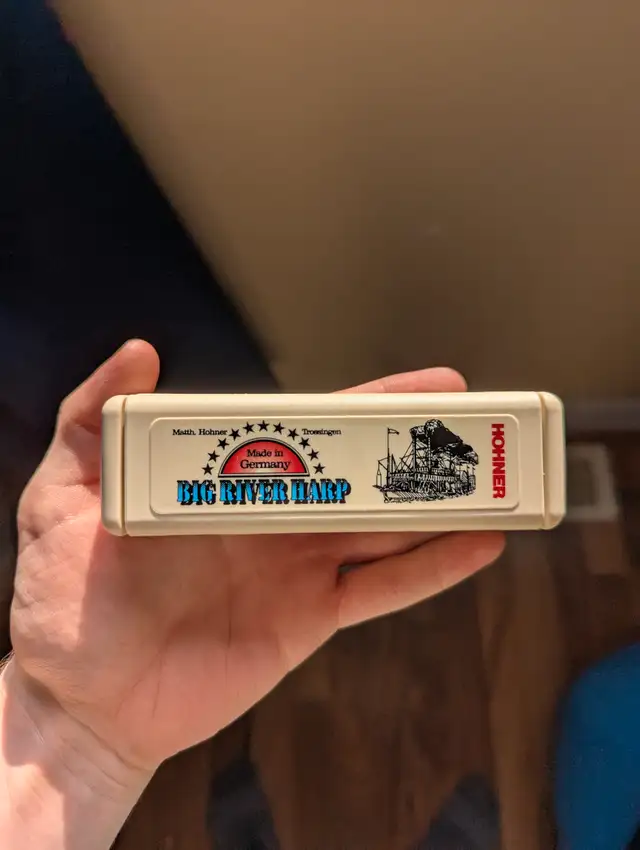 Matth. Hohner Trossingen
Made in
Germany
BIG RIVER HARP
HOHNER